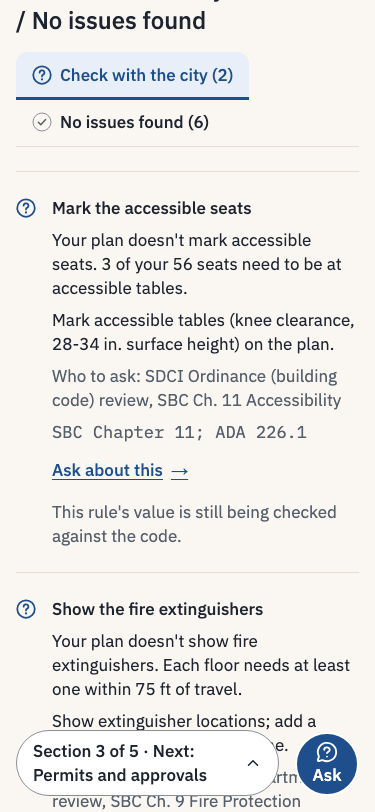 / No issues found
Check with the city (2)
No issues found (6)
Mark the accessible seats
Your plan doesn't mark accessible
seats. 3 of your 56 seats need to be at
accessible tables.
Mark accessible tables (knee clearance,
28-34 in. surface height) on the plan.
Who to ask: SDCI Ordinance (building
code) review, SBC Ch. 11 Accessibility
SBC Chapter 11; ADA 226.1
Ask about this →
This rule's value is still being checked
against the code.
Show the fire extinguishers
Your plan doesn't show fire
extinguishers. Each floor needs at least
one within 75 ft of travel.
Show extinguisher locations; add a
Section 3 of 5 · Next:
Permits and approvals
Ask
review, SBC Ch. 9 Fire Protection